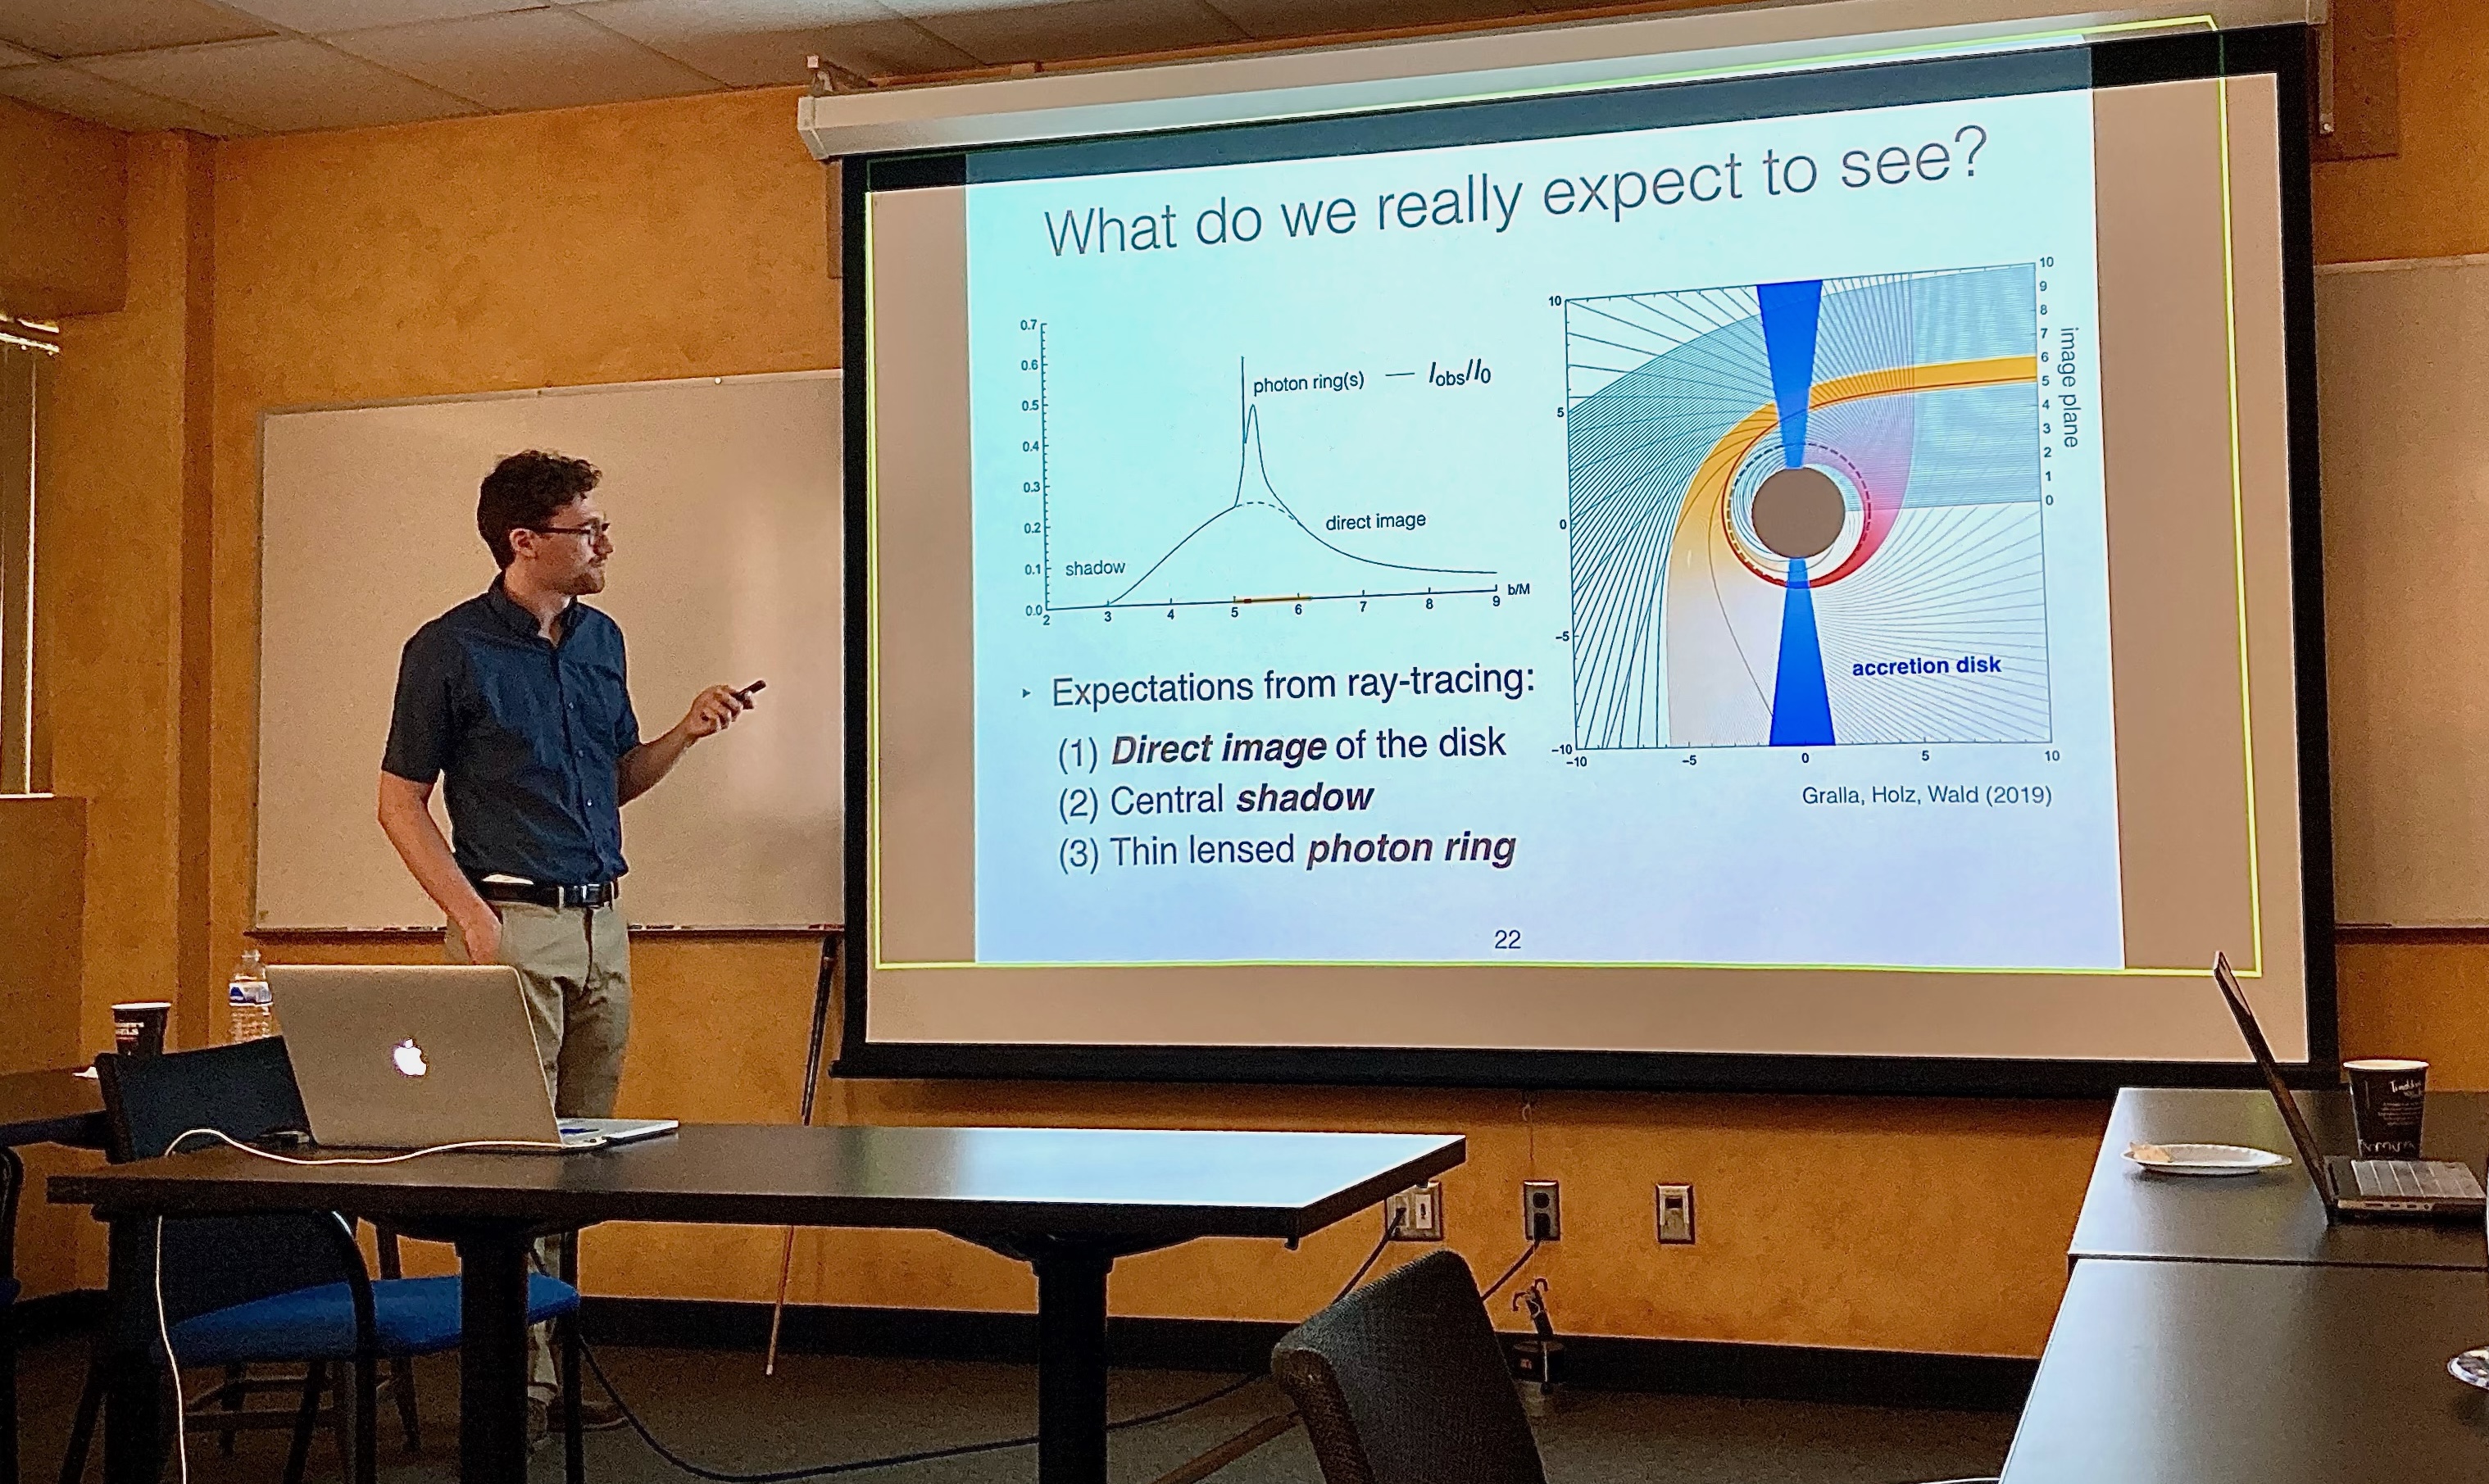 What do we really expect to see?
0.7
0.6
0.5
0.4
0.3
0.2
0.1
0.0
2
3
4
5
6
7
8
9
b/M
photon ring(s)
— Iobs/I0
direct image
shadow
10
5
0
-5
-10
-10
-5
0
5
10
10
9
8
7
6
5
4
3
2
1
0
image plane
accretion disk
Gralla, Holz, Wald (2019)
‣ Expectations from ray-tracing:
(1) Direct image of the disk
(2) Central shadow
(3) Thin lensed photon ring
22